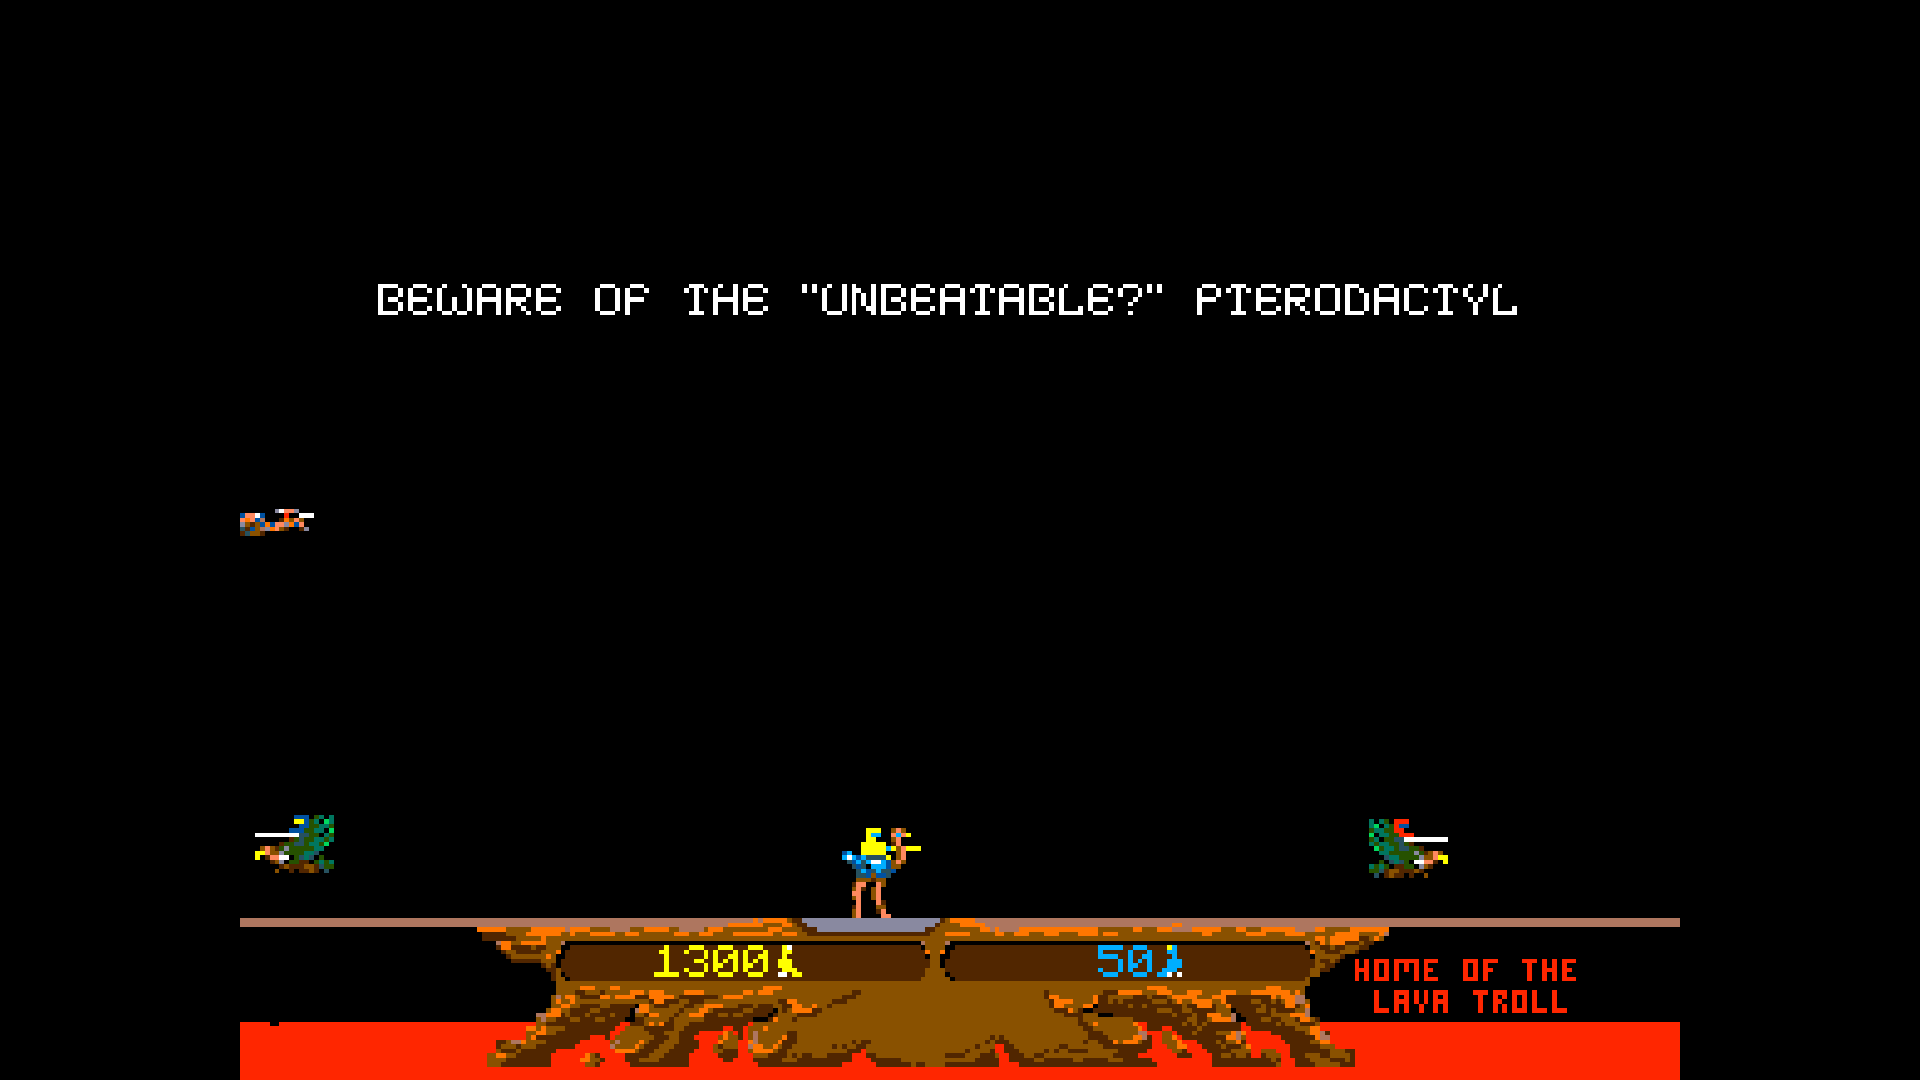 BEWARE OF THE "UNBEATABLE?" PTERODACTYL
1300 50
HOME OF THE
LAVA TROLL